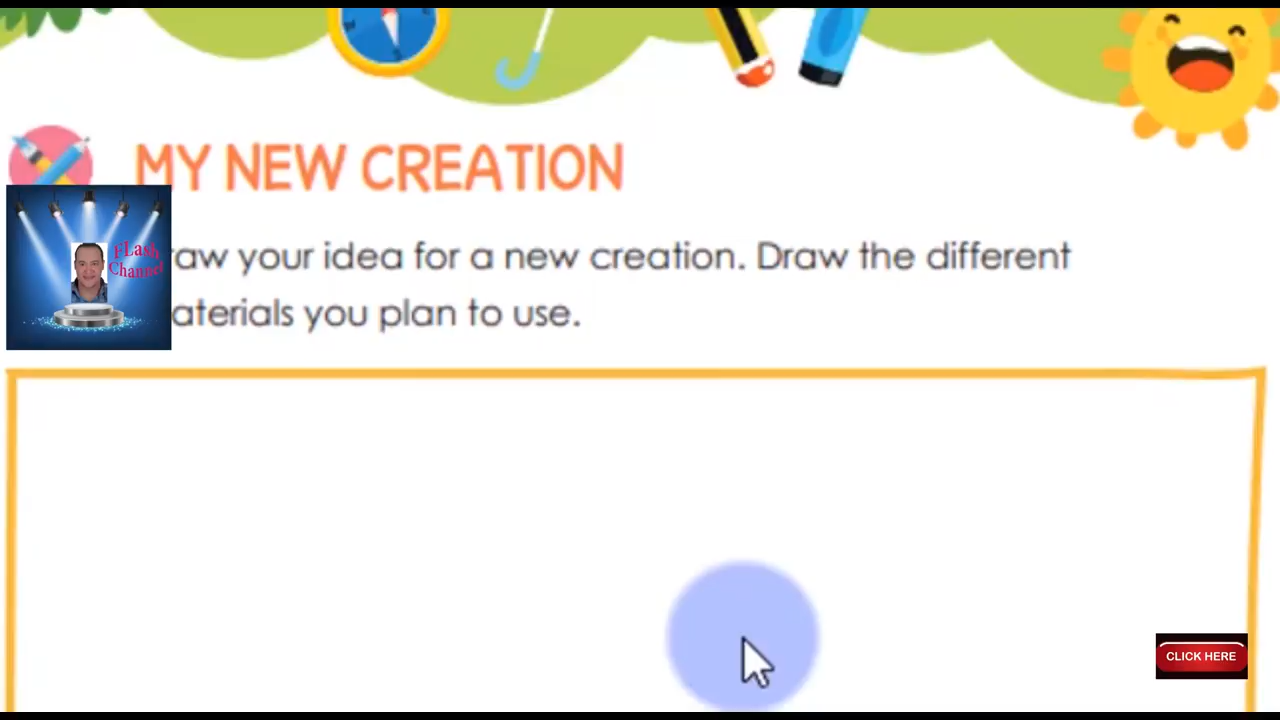 MY NEW CREATION
raw your idea for a new creation. Draw the different
aterials you plan to use.
FLash
Channel
CLICK HERE